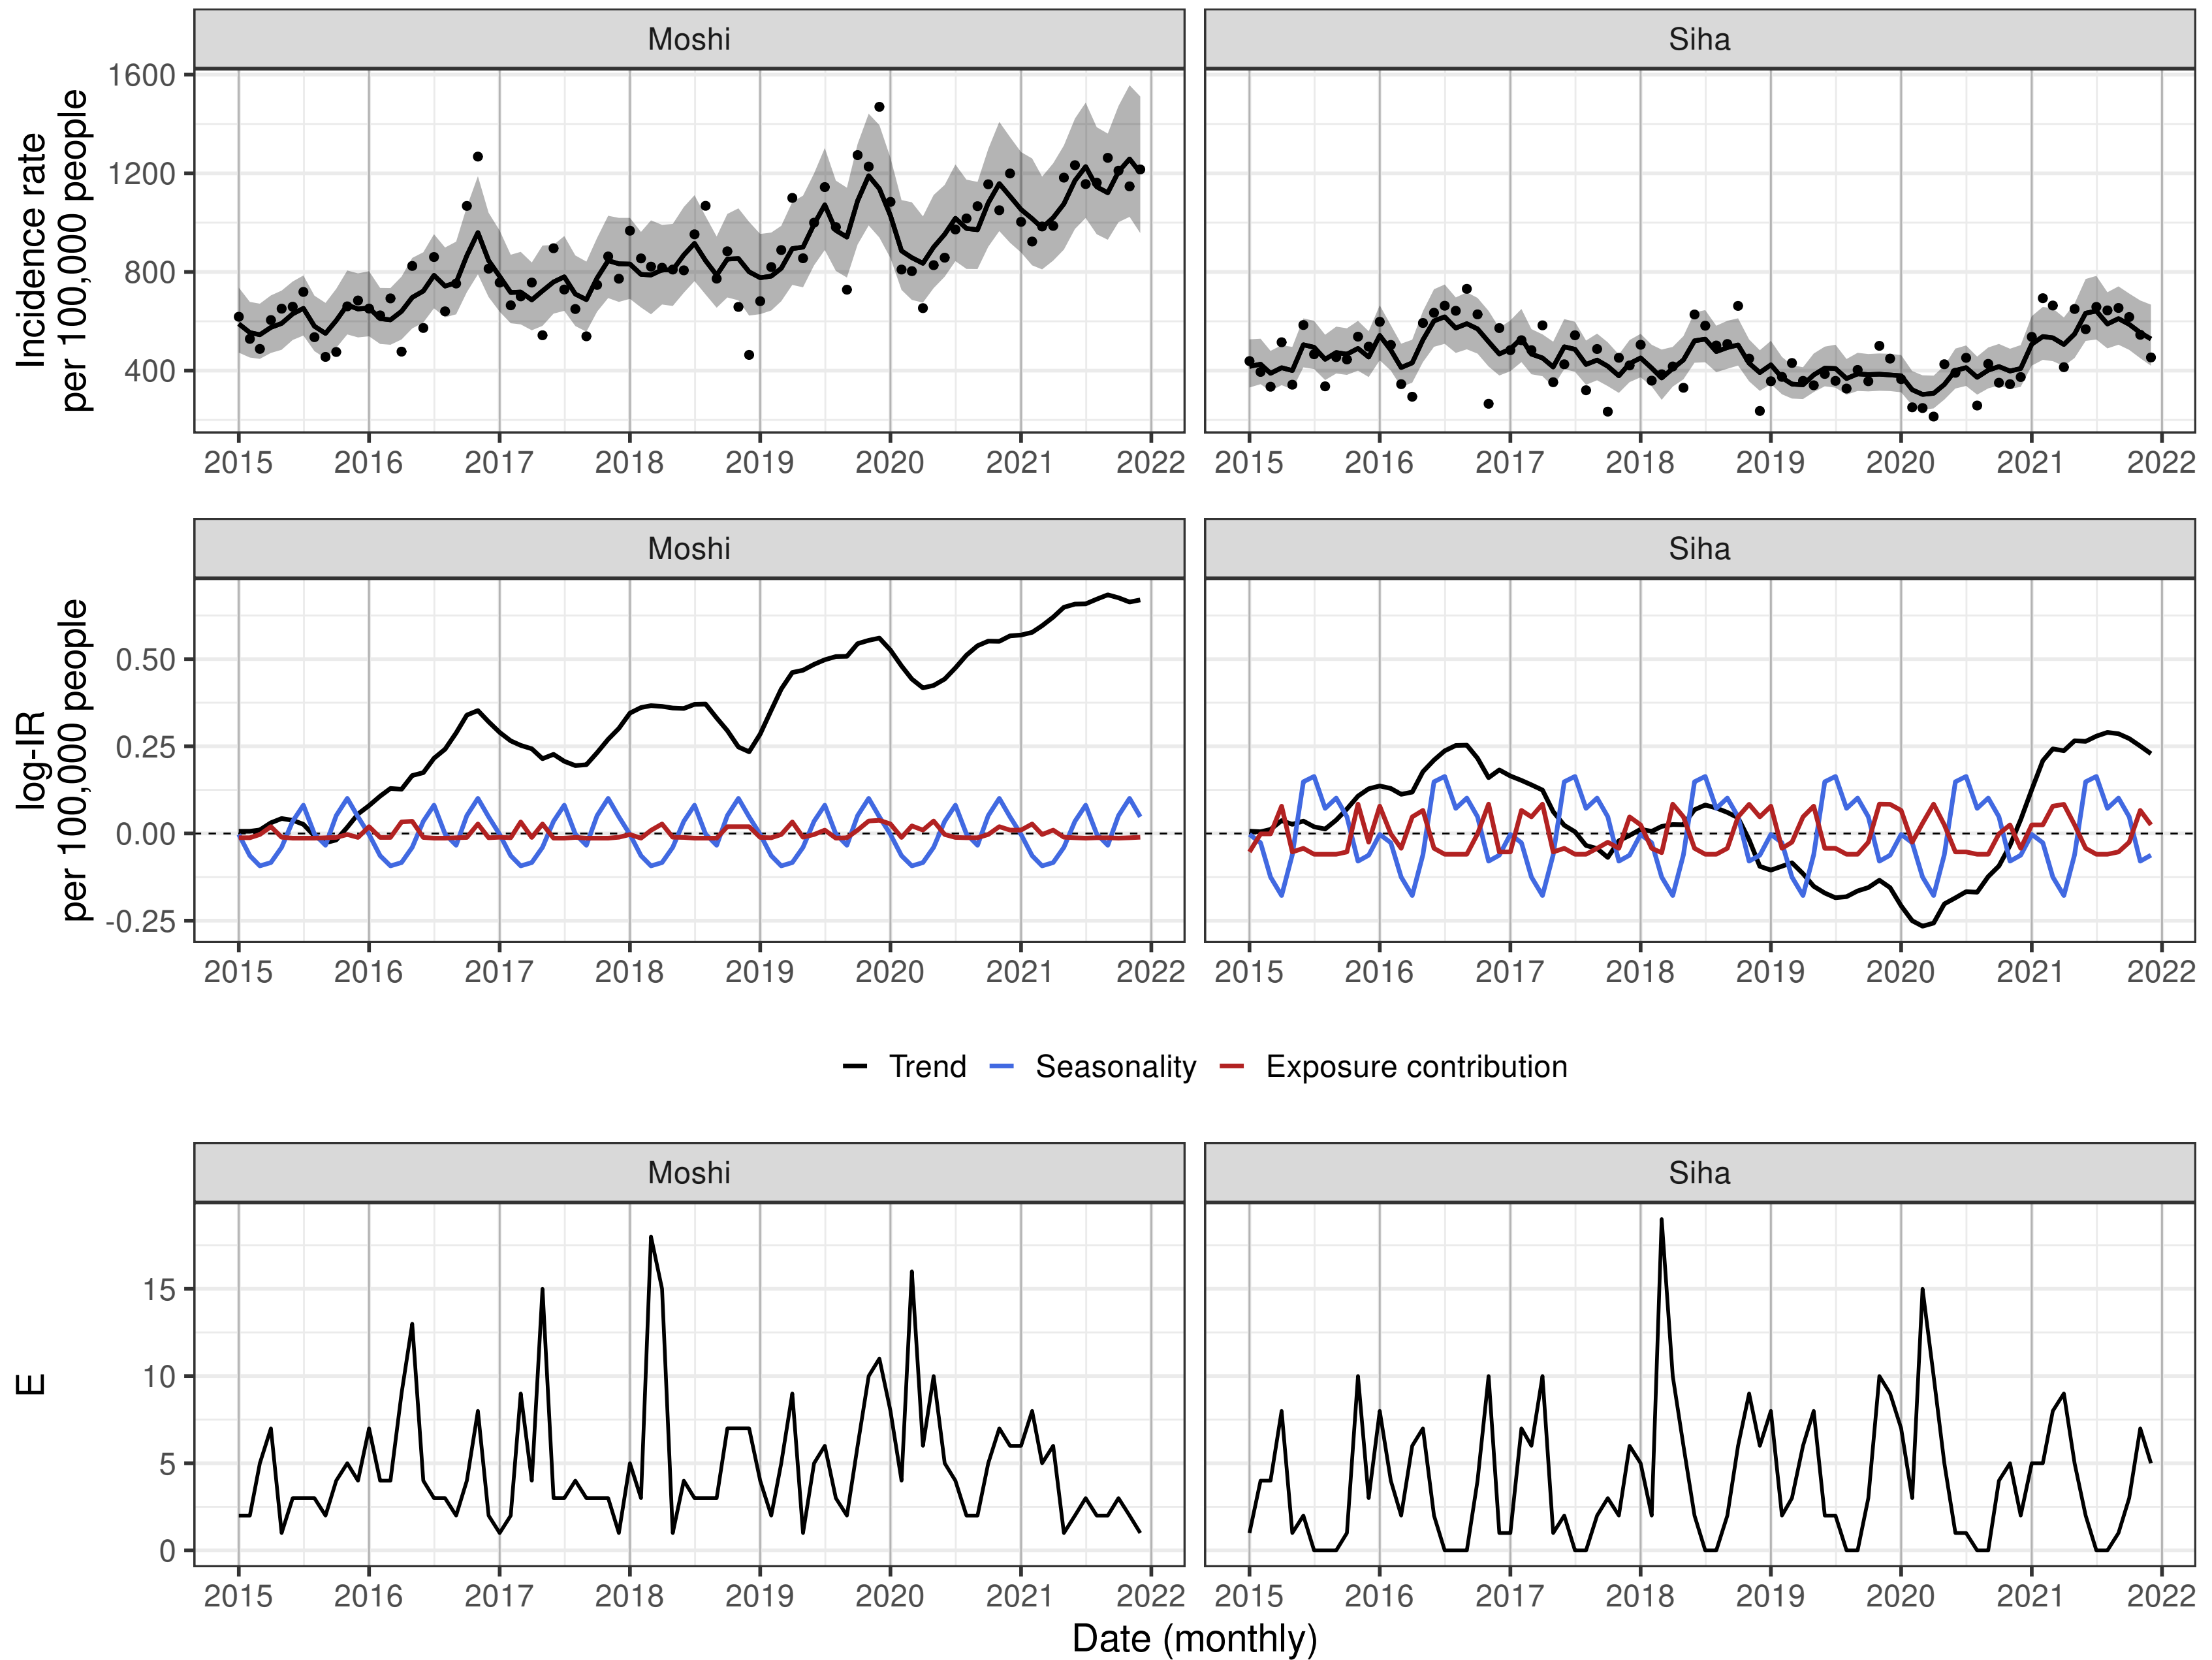 Moshi
Siha
Incidence rate
per 100,000 people
1600
1200
800
400
2015 2016 2017 2018 2019 2020 2021 2022
2015 2016 2017 2018 2019 2020 2021 2022
Moshi
Siha
log-IR
per 100,000 people
0.50
0.25
0.00
-0.25
2015 2016 2017 2018 2019 2020 2021 2022
2015 2016 2017 2018 2019 2020 2021 2022
Trend Seasonality Exposure contribution
Moshi
Siha
E
15
10
5
0
2015 2016 2017 2018 2019 2020 2021 2022
2015 2016 2017 2018 2019 2020 2021 2022
Date (monthly)